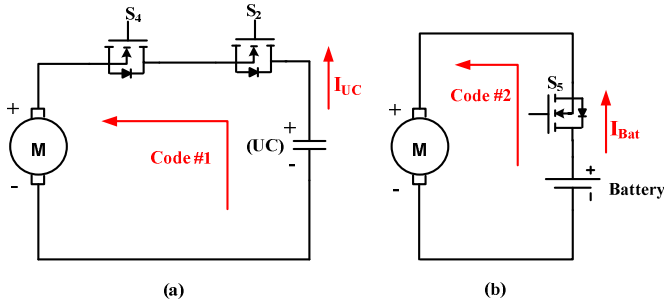 S4
S2
IUC
+
M
-
Code #1
+
(UC)
-
(a)
Code #2
S5
IBat
+
M
-
+
-
Battery
(b)